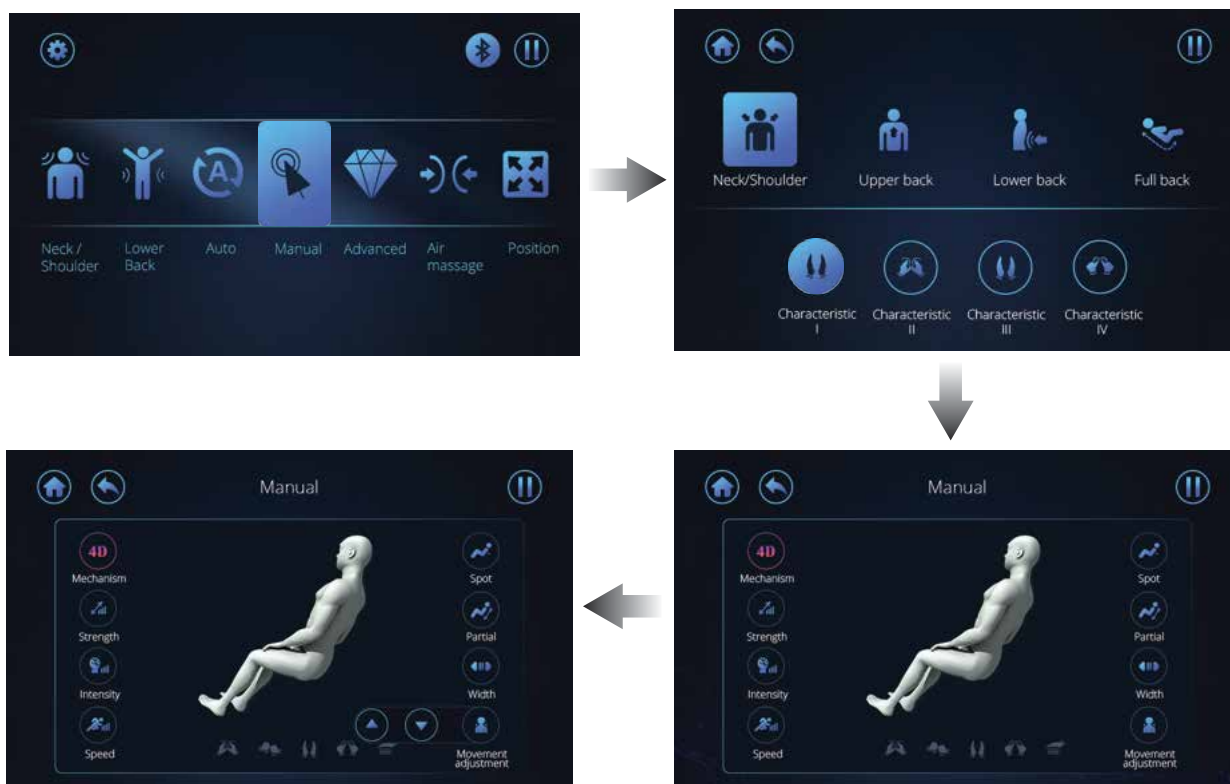 A
Neck /
Shoulder
Lower
Back
Auto
Manual
Advanced
Air
massage
Position
Neck/Shoulder
Upper back
Lower back
Full back
Characteristic
I
Characteristic
II
Characteristic
III
Characteristic
IV
Manual
4D
Mechanism
Strength
Intensity
Speed
Spot
Partial
Width
Movement
adjustment
Manual
4D
Mechanism
Strength
Intensity
Speed
Spot
Partial
Width
Movement
adjustment